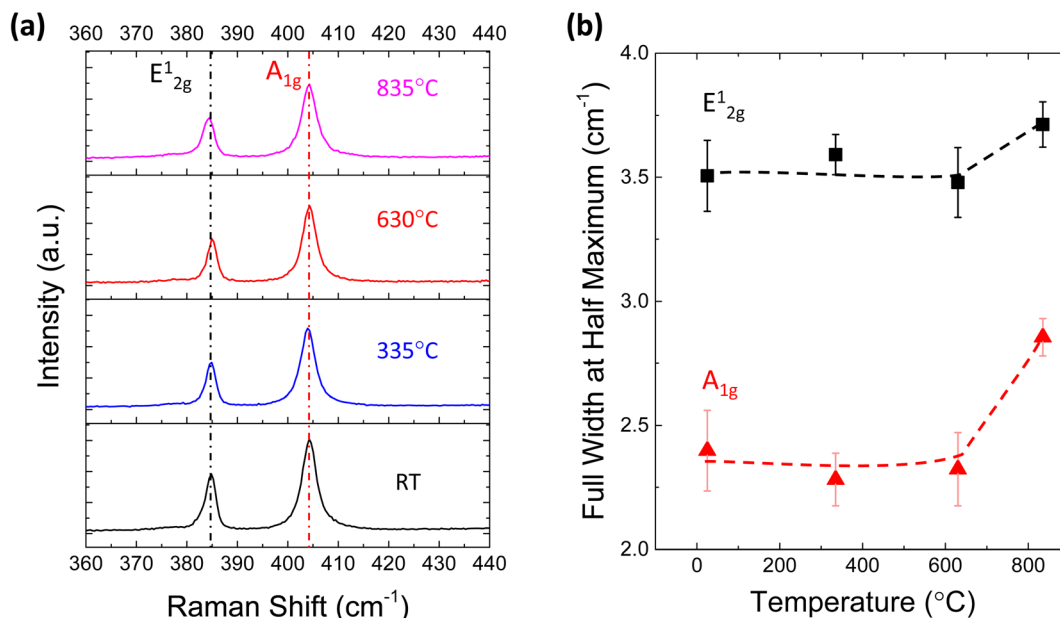 (a)
360 370 380 390 400 410 420 430 440
E¹₂g
A₁g
835°C
630°C
335°C
RT
Intensity (a.u.)
360 370 380 390 400 410 420 430 440
Raman Shift (cm⁻¹)
(b)
4.0
3.5
3.0
2.5
2.0
E¹₂g
A₁g
Full Width at Half Maximum (cm⁻¹)
0 200 400 600 800
Temperature (°C)